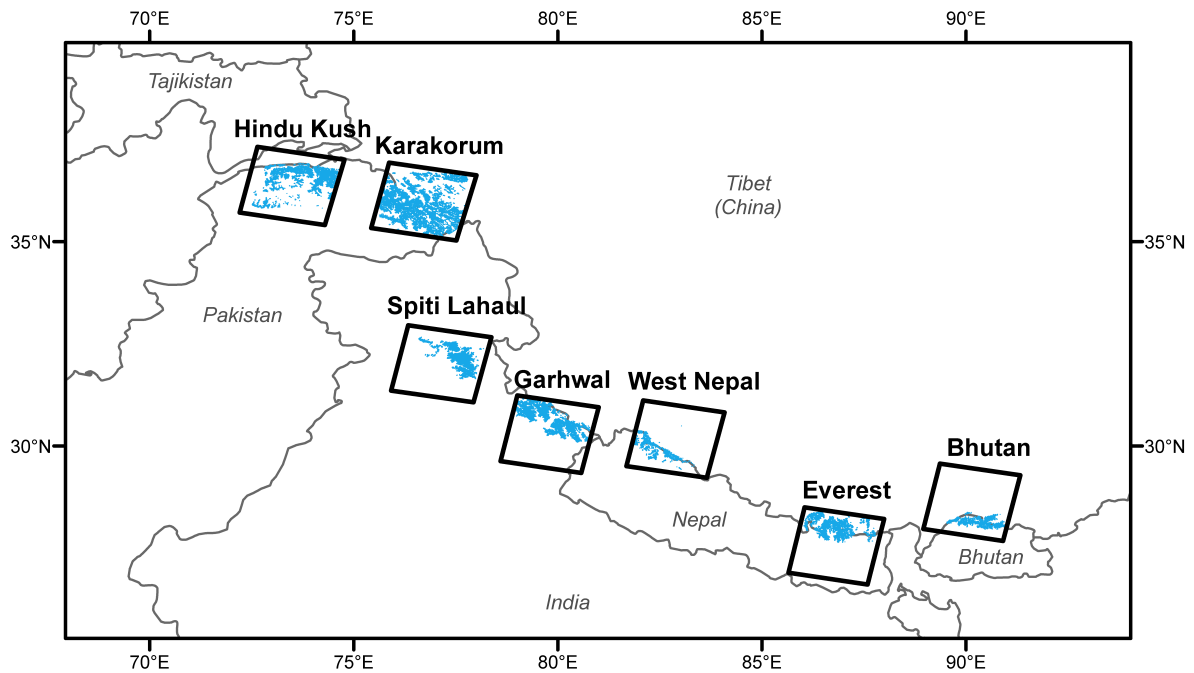 70°E 75°E 80°E 85°E 90°E
Tajikistan
Hindu Kush
Karakorum
Tibet
(China)
35°N 35°N
Spiti Lahaul
Pakistan
Garhwal
West Nepal
30°N 30°N
Bhutan
Everest
Nepal
Bhutan
India
70°E 75°E 80°E 85°E 90°E